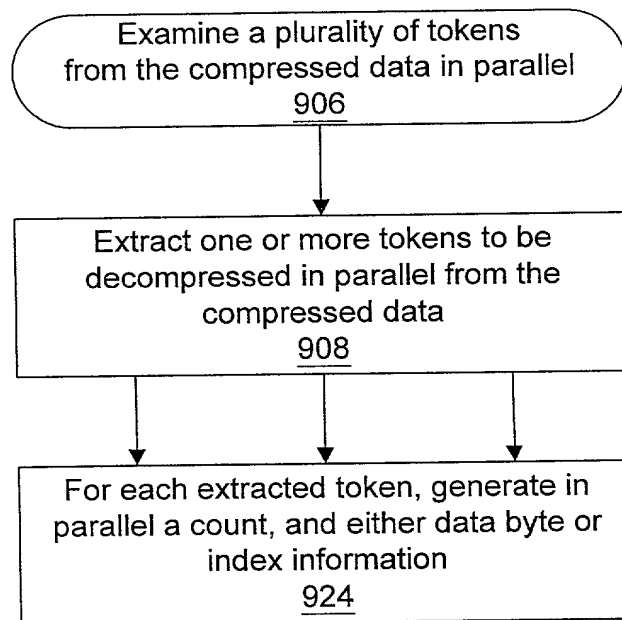 Examine a plurality of tokens
from the compressed data in parallel
906
Extract one or more tokens to be
decompressed in parallel from the
compressed data
908
For each extracted token, generate in
parallel a count, and either data byte or
index information
924